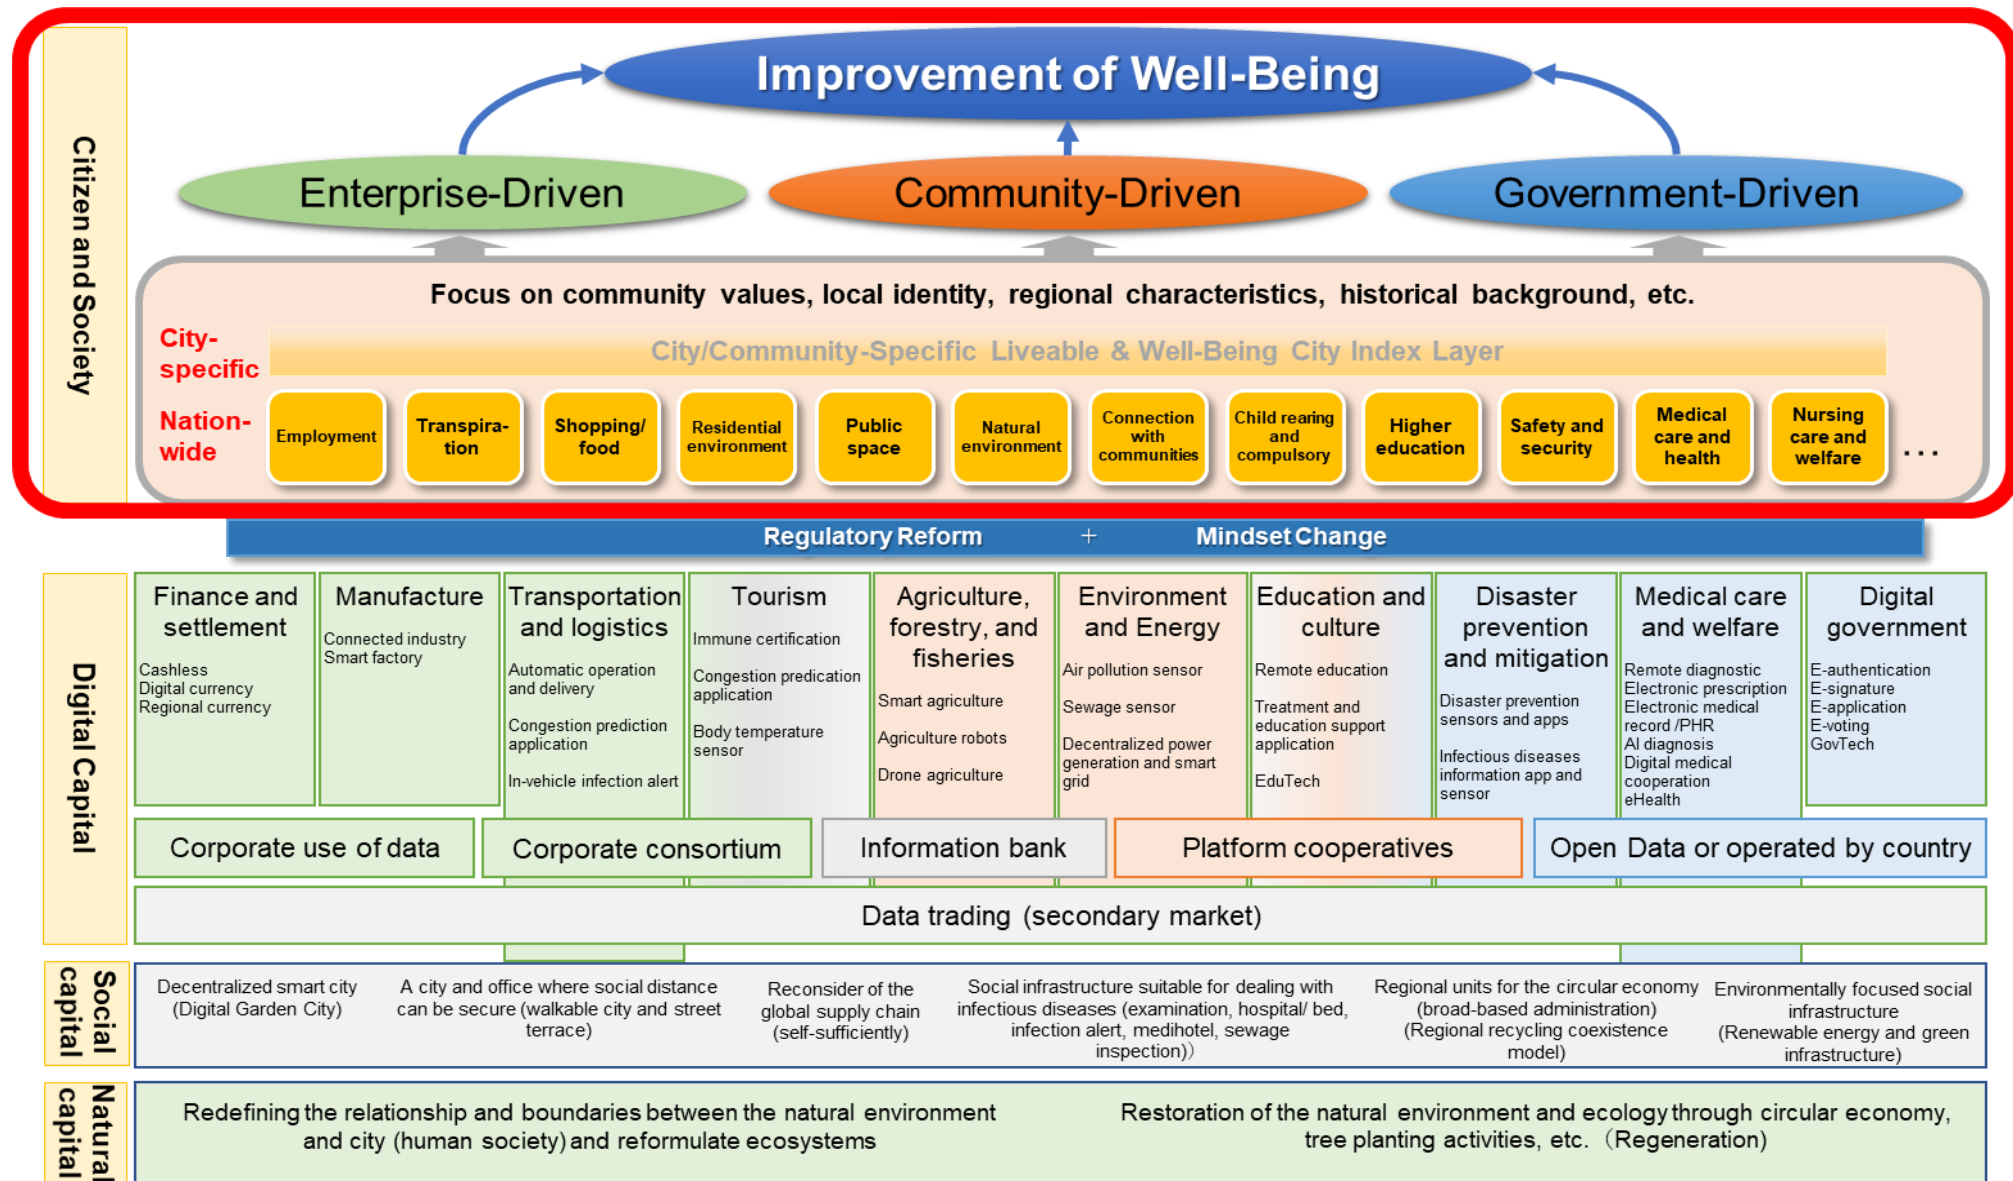 Citizen and Society
Improvement of Well-Being
Enterprise-Driven
Community-Driven
Government-Driven
Focus on community values, local identity, regional characteristics, historical background, etc.
City-
specific
City/Community-Specific Liveable & Well-Being City Index Layer
Nation-
wide
Employment
Transpira-
tion
Shopping/
food
Residential
environment
Public
space
Natural
environment
Connection
with
communities
Child rearing
and
compulsory
Higher
education
Safety and
security
Medical
care and
health
Nursing
care and
welfare
...
Regulatory Reform + Mindset Change
Digital Capital
Finance and
settlement
Cashless
Digital currency
Regional currency
Manufacture
Connected industry
Smart factory
Transportation
and logistics
Automatic operation
and delivery
Congestion prediction
application
In-vehicle infection alert
Tourism
Immune certification
Congestion predication
application
Body temperature
sensor
Agriculture,
forestry, and
fisheries
Smart agriculture
Agriculture robots
Drone agriculture
Environment
and Energy
Air pollution sensor
Sewage sensor
Decentralized power
generation and smart
grid
Education and
culture
Remote education
Treatment and
education support
application
EduTech
Disaster
prevention
and mitigation
Disaster prevention
sensors and apps
Infectious diseases
information app and
sensor
Medical care
and welfare
Remote diagnostic
Electronic prescription
Electronic medical
record /PHR
AI diagnosis
Digital medical
cooperation
eHealth
Digital
government
E-authentication
E-signature
E-application
E-voting
GovTech
Corporate use of data
Corporate consortium
Information bank
Platform cooperatives
Open Data or operated by country
Data trading (secondary market)
Social
capital
Decentralized smart city
(Digital Garden City)
A city and office where social distance
can be secure (walkable city and street
terrace)
Reconsider of the
global supply chain
(self-sufficiently)
Social infrastructure suitable for dealing with
infectious diseases (examination, hospital/ bed,
infection alert, medihotel, sewage
inspection)）
Regional units for the circular economy
(broad-based administration)
(Regional recycling coexistence
model)
Environmentally focused social
infrastructure
(Renewable energy and green
infrastructure)
Natural
capital
Redefining the relationship and boundaries between the natural environment
and city (human society) and reformulate ecosystems
Restoration of the natural environment and ecology through circular economy,
tree planting activities, etc.（Regeneration)